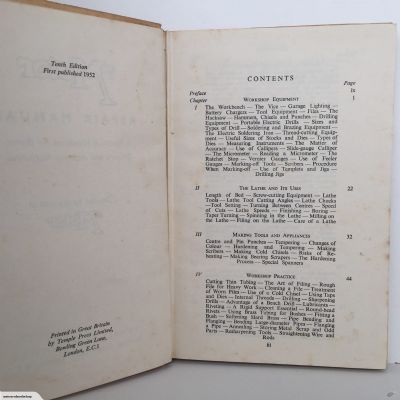 Tenth Edition
First published 1952
Printed in Great Britain
by Temple Press Limited,
Bowling Green Lane,
London, E.C.1.
CONTENTS
Page
Preface
Chapter
I WORKSHOP EQUIPMENT 1
The Workbench — The Vice — Garage Lighting —
Battery Chargers — Tool Equipment — Files — The
Hacksaw — Hammers, Chisels and Punches — Drilling
Equipment — Portable Electric Drills — Sizes and
Types of Drill — Soldering and Brazing Equipment —
The Electric Soldering Iron — Thread-cutting Equip-
ment — Useful Sizes of Stocks and Dies — Types of
Dies — Measuring Instruments — The Matter of
Accuracy — Use of Calipers — Slide-gauge Caliper
— The Micrometer — Reading a Micrometer — The
Ratchet Stop — Vernier Gauges — Use of Feeler
Gauges — Marking-off Tools — Scribers — Procedure
When Marking-off — Use of Templets and Jigs —
Drilling Jigs
II THE LATHE AND ITS USES 22
Length of Bed — Screw-cutting Equipment — Lathe
Tools — Lathe Tool Cutting Angles — Lathe Chucks
— Tool Setting — Turning Between Centres — Speed
of Cuts — Lathe Speeds — Finishing — Boring —
Taper Turning — Spinning in the Lathe — Milling on
the Lathe — Filing on the Lathe — Care of a Lathe
III MAKING TOOLS AND APPLIANCES 32
Centre and Pin Punches — Tempering — Changes of
Colour — Hardening and Tempering — Making
Scribers — Making Cold Chisels — Risks of Re-
heating — Making Bearing Scrapers — The Hardening
Process — Special Spanners
IV WORKSHOP PRACTICE 44
Cutting Thin Tubing — The Art of Filing — Rough
File for Heavy Work — Cleaning a File — Treatment
of Worn Files — Use of a Cold Chisel — Using Taps
and Dies — Internal Threads — Drilling — Sharpening
Drills — Advantage of a Bench Drill — Lubricants —
Riveting — A Rigid Support Essential — Round-head
Rivets — Using Brass Tubing for Bushes — Fitting a
Bush — Softening Hard Brass — Pipe Bending and
Flanging — Bending Large-diameter Pipes — Flanging
a Pipe — Annealing — Storing Metal Scrap and Odd
Parts — Resharpening Tools — Straightening Wire and
Rods